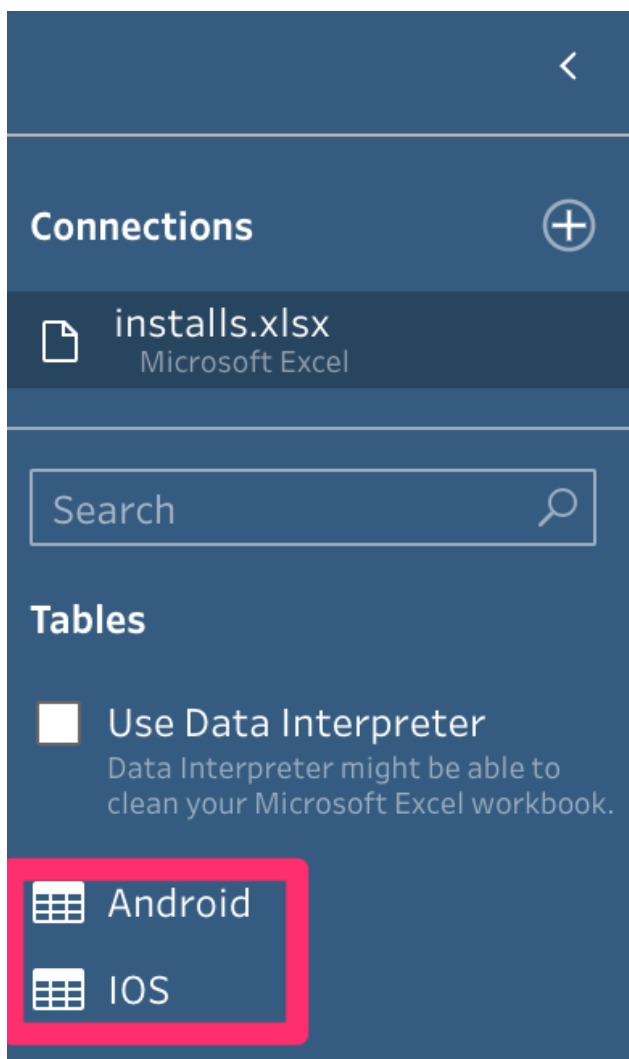 Connections
installs.xlsx
Microsoft Excel
Search
Tables
Use Data Interpreter
Data Interpreter might be able to
clean your Microsoft Excel workbook.
Android
IOS